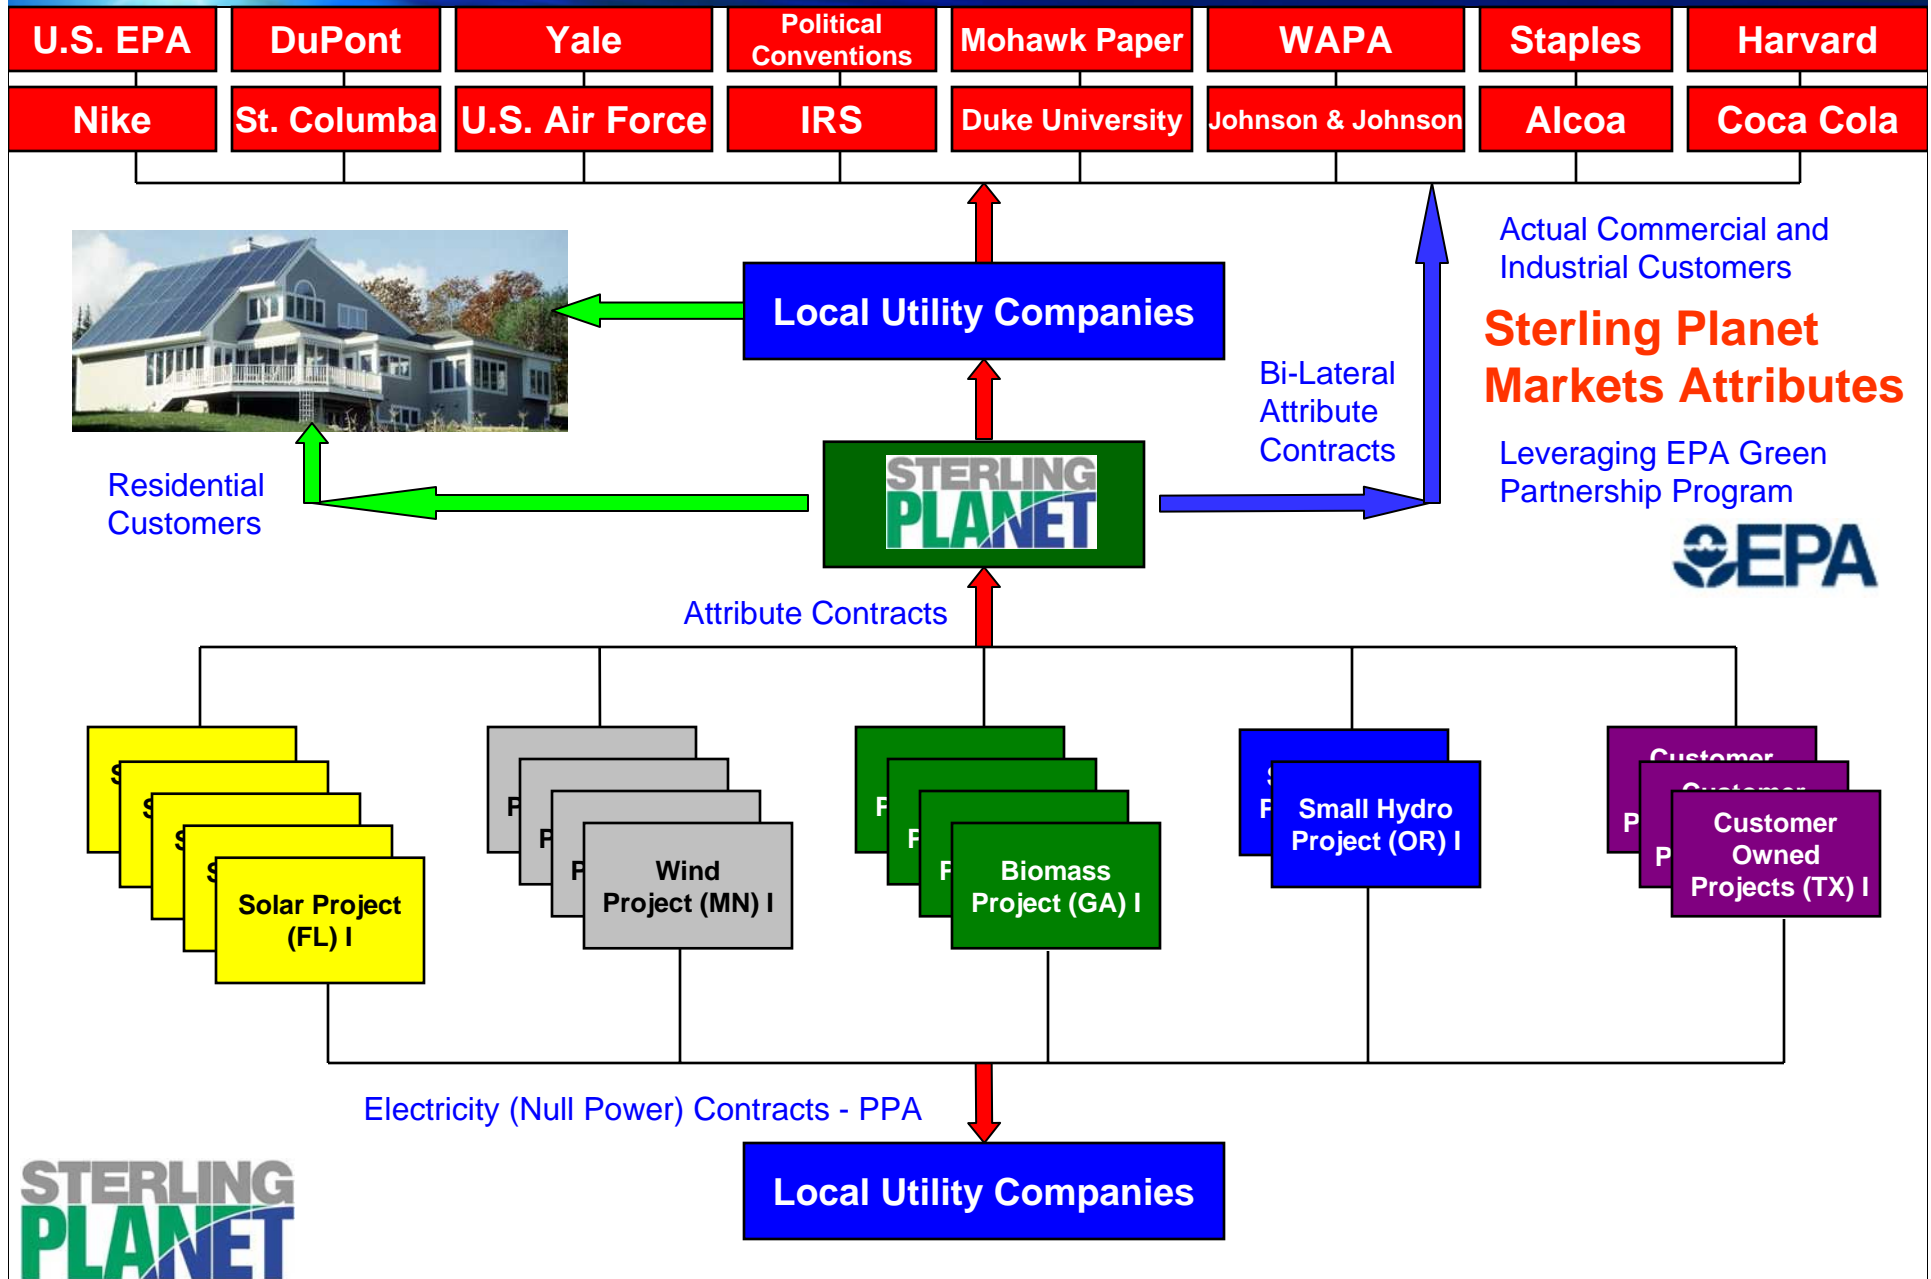 U.S. EPA
DuPont
Yale
Political
Conventions
Mohawk Paper
WAPA
Staples
Harvard
Nike
St. Columba
U.S. Air Force
IRS
Duke University
Johnson & Johnson
Alcoa
Coca Cola
Actual Commercial and
Industrial Customers
Local Utility Companies
Sterling Planet
Markets Attributes
Bi-Lateral
Attribute
Contracts
Leveraging EPA Green
Partnership Program
Residential
Customers
STERLING
PLANET
EPA
Attribute Contracts
S
S
S
S
Solar Project
(FL) I
P
P
P
Wind
Project (MN) I
P
P
P
Biomass
Project (GA) I
S
P
Small Hydro
Project (OR) I
Customer
P
Customer
P
Customer
Owned
Projects (TX) I
Electricity (Null Power) Contracts - PPA
Local Utility Companies
STERLING
PLANET